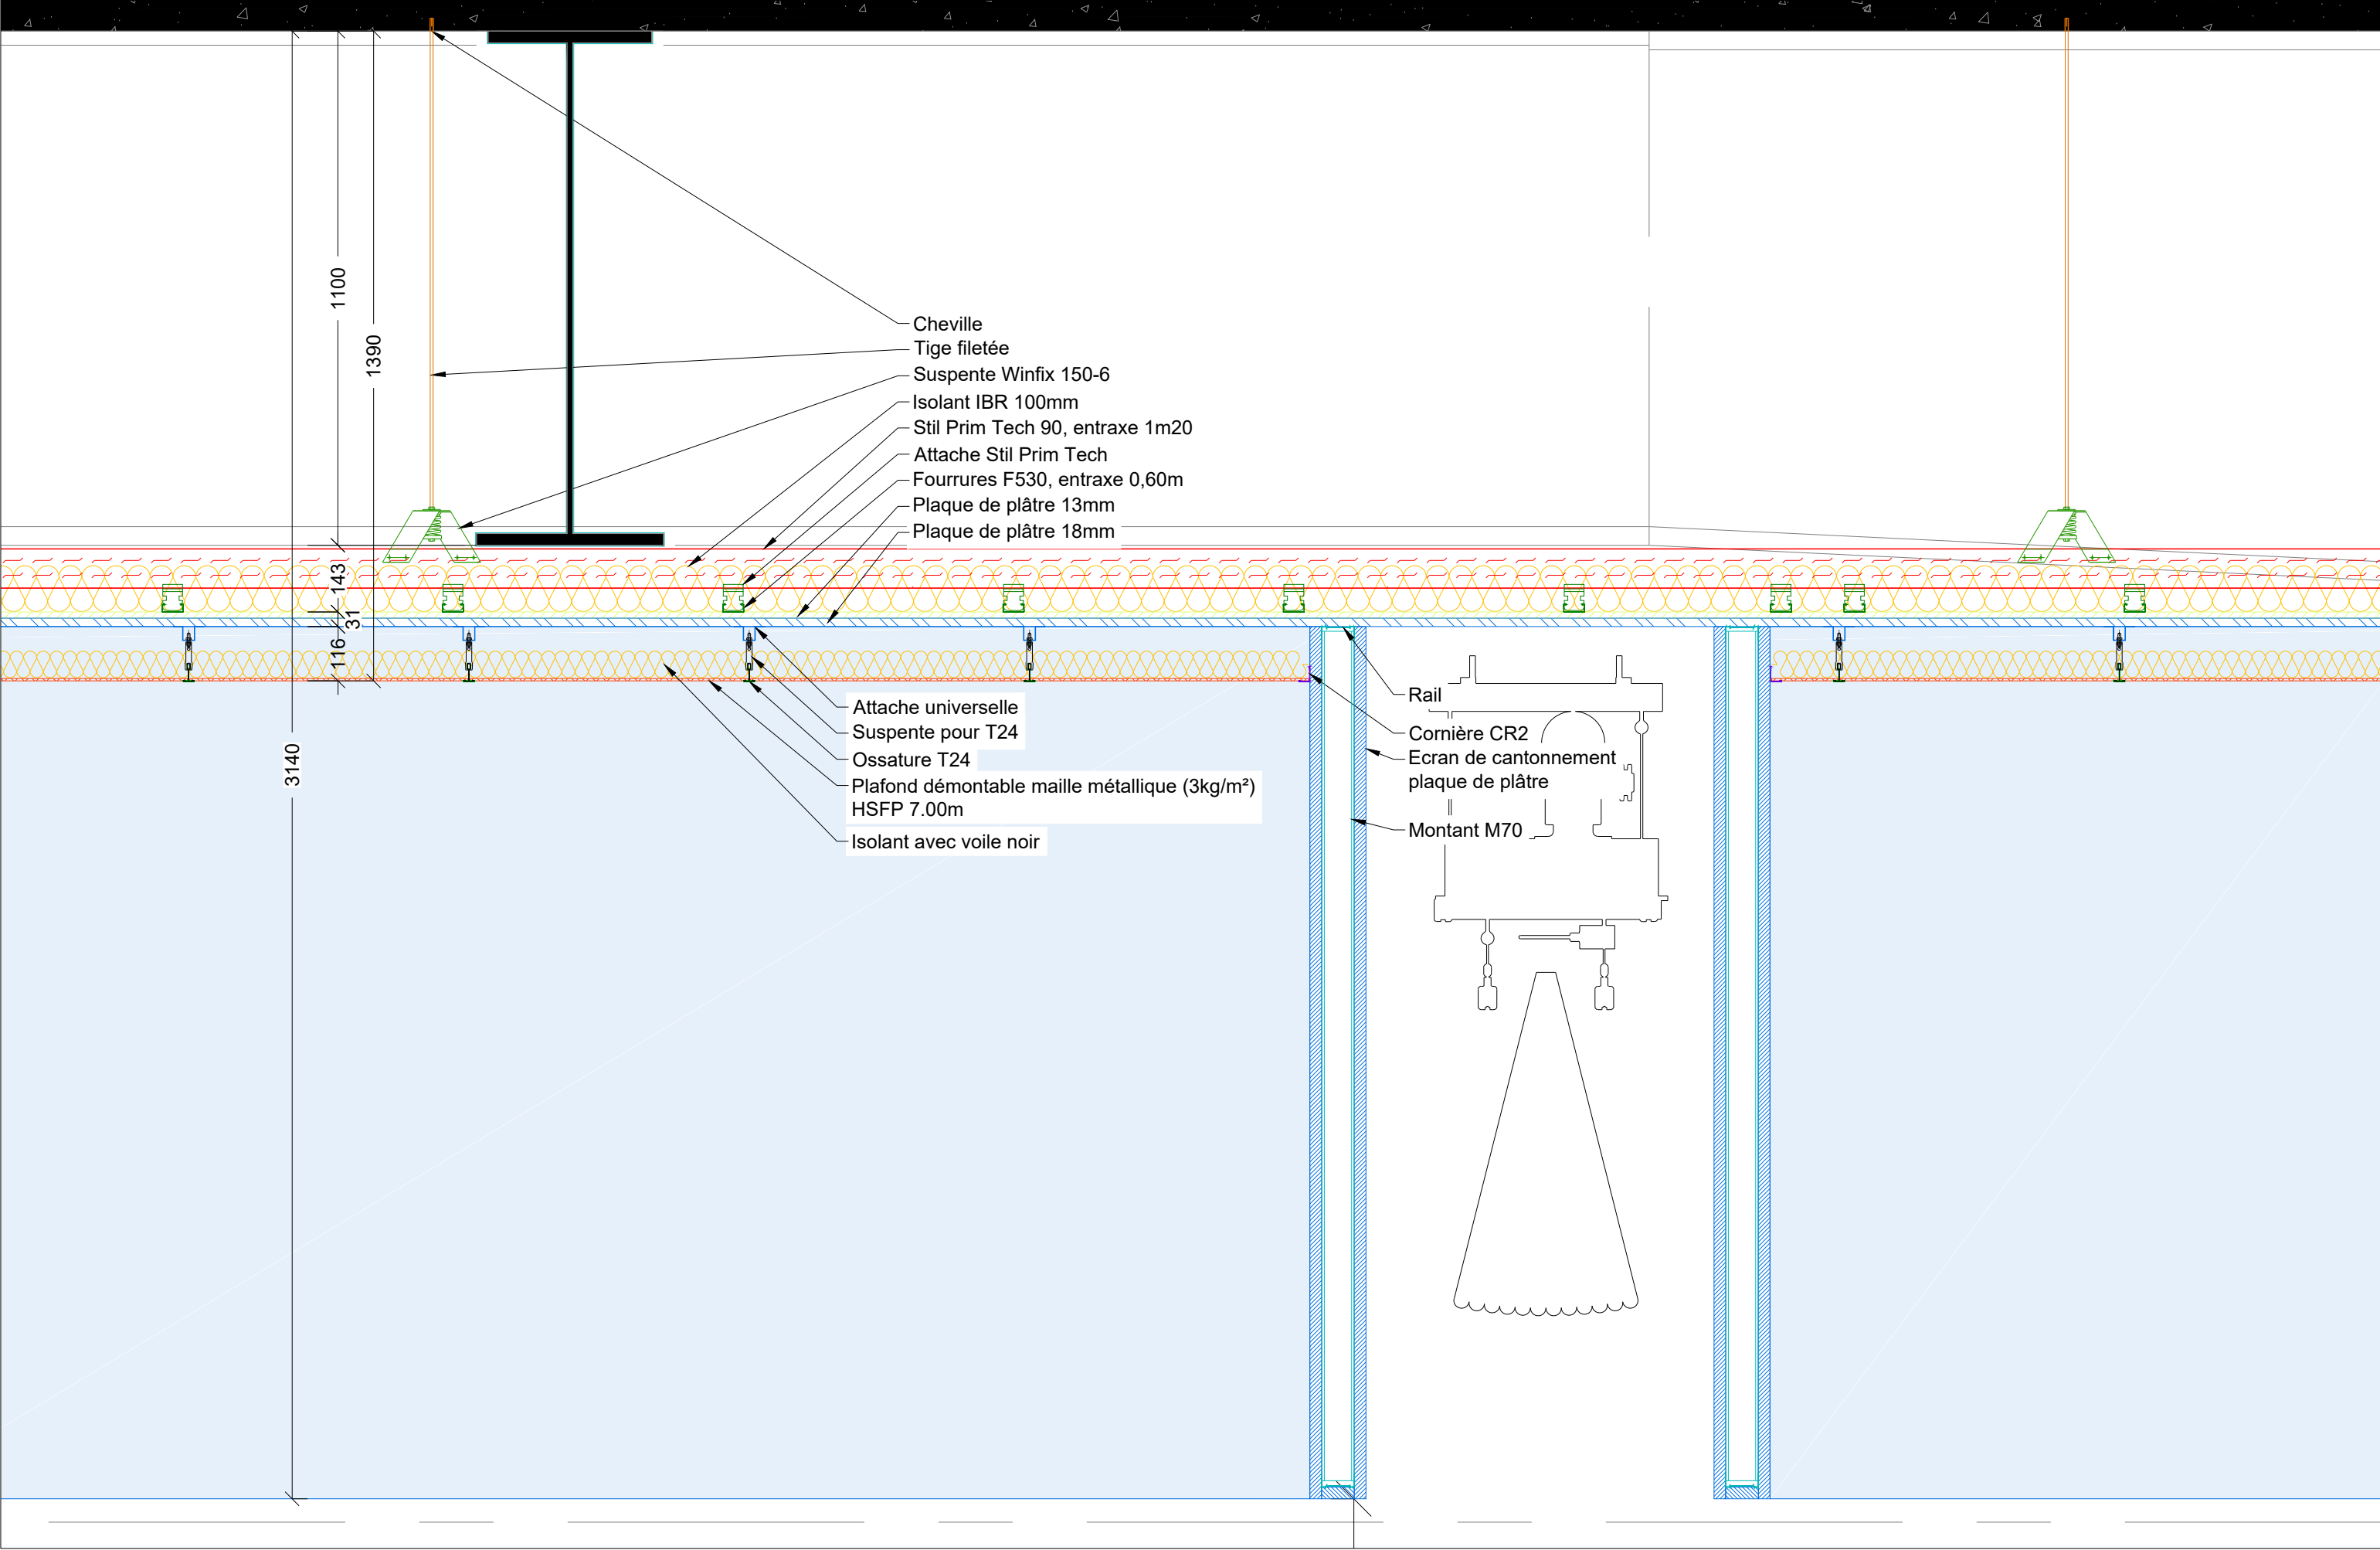 1100
1390
Cheville
Tige filetée
Suspente Winfix 150-6
Isolant IBR 100mm
Stil Prim Tech 90, entraxe 1m20
Attache Stil Prim Tech
Fourrures F530, entraxe 0,60m
Plaque de plâtre 13mm
Plaque de plâtre 18mm
143
31
116
3140
Attache universelle
Suspente pour T24
Ossature T24
Plafond démontable maille métallique (3kg/m²)
HSFP 7.00m
Isolant avec voile noir
Rail
Cornière CR2
Ecran de cantonnement
plaque de plâtre
Montant M70